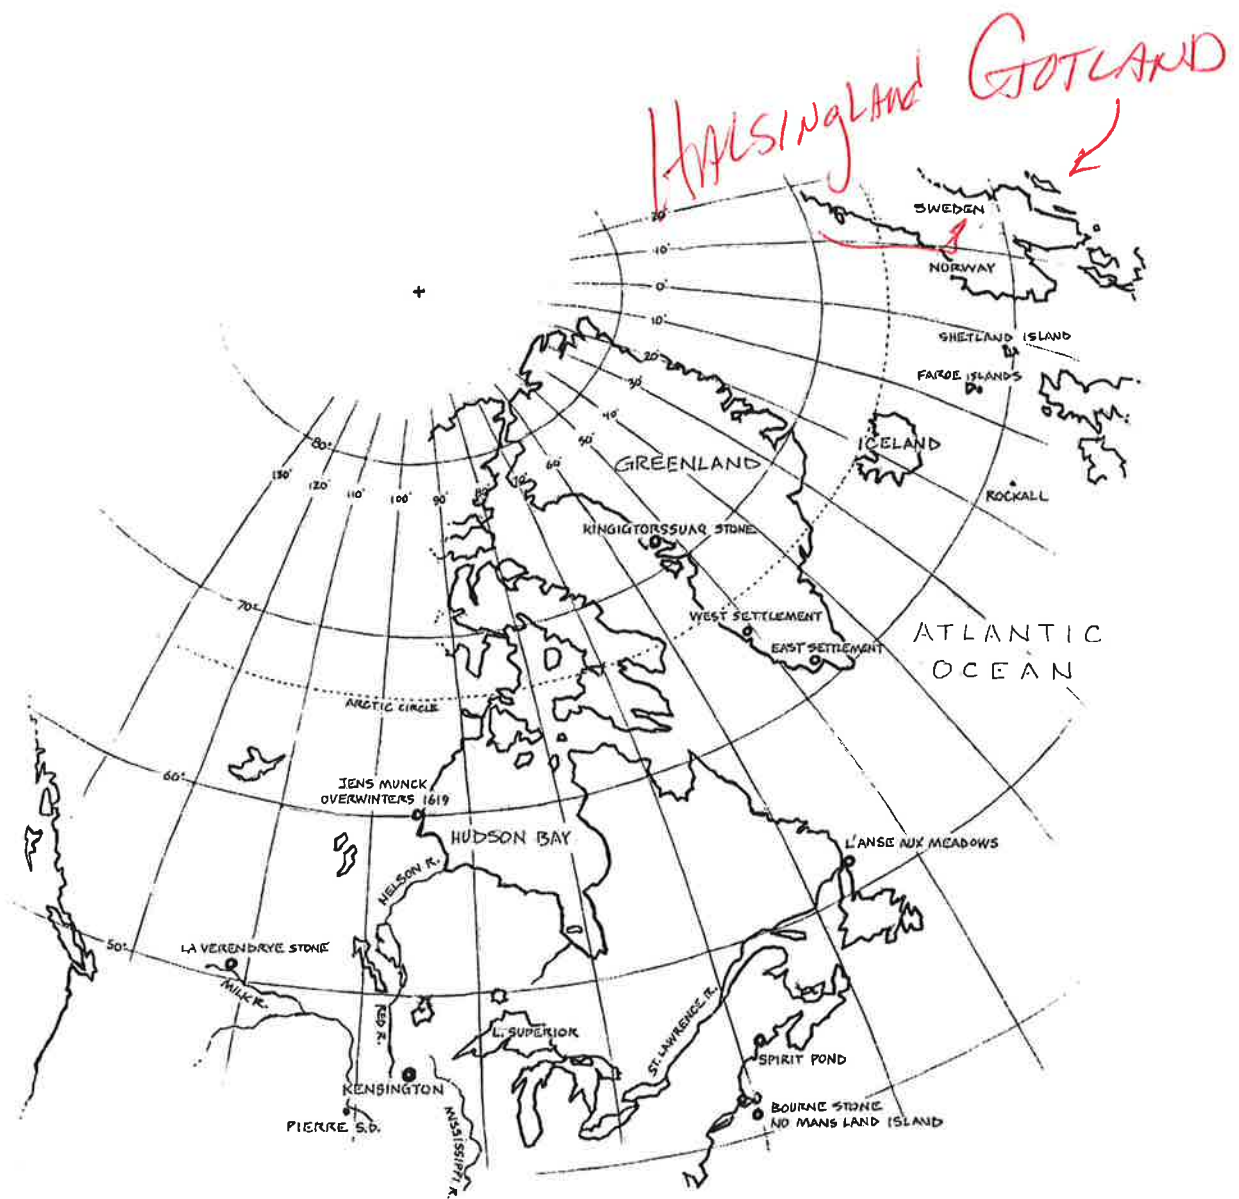 HALSINGLAND GOTLAND
SWEDEN
20°
10°
NORWAY
0°
10°
SHETLAND ISLAND
20°
FAROE ISLANDS
30°
40°
80°
50°
ICELAND
60°
GREENLAND
130°
120°
110°
100°
90°
80°
70°
ROCKALL
KINGIGTORSSUAQ STONE
70°
WEST SETTLEMENT
EAST SETTLEMENT
ATLANTIC
OCEAN
ARCTIC CIRCLE
60°
JENS MUNCK
OVERWINTERS 1619
HUDSON BAY
L'ANSE AUX MEADOWS
NELSON R.
50°
LA VERENDRYE STONE
MILK R.
RED R.
L. SUPERIOR
ST. LAWRENCE R.
SPIRIT POND
KENSINGTON
PIERRE S.D.
MISSISSIPPI R.
BOURNE STONE
NO MANS LAND ISLAND